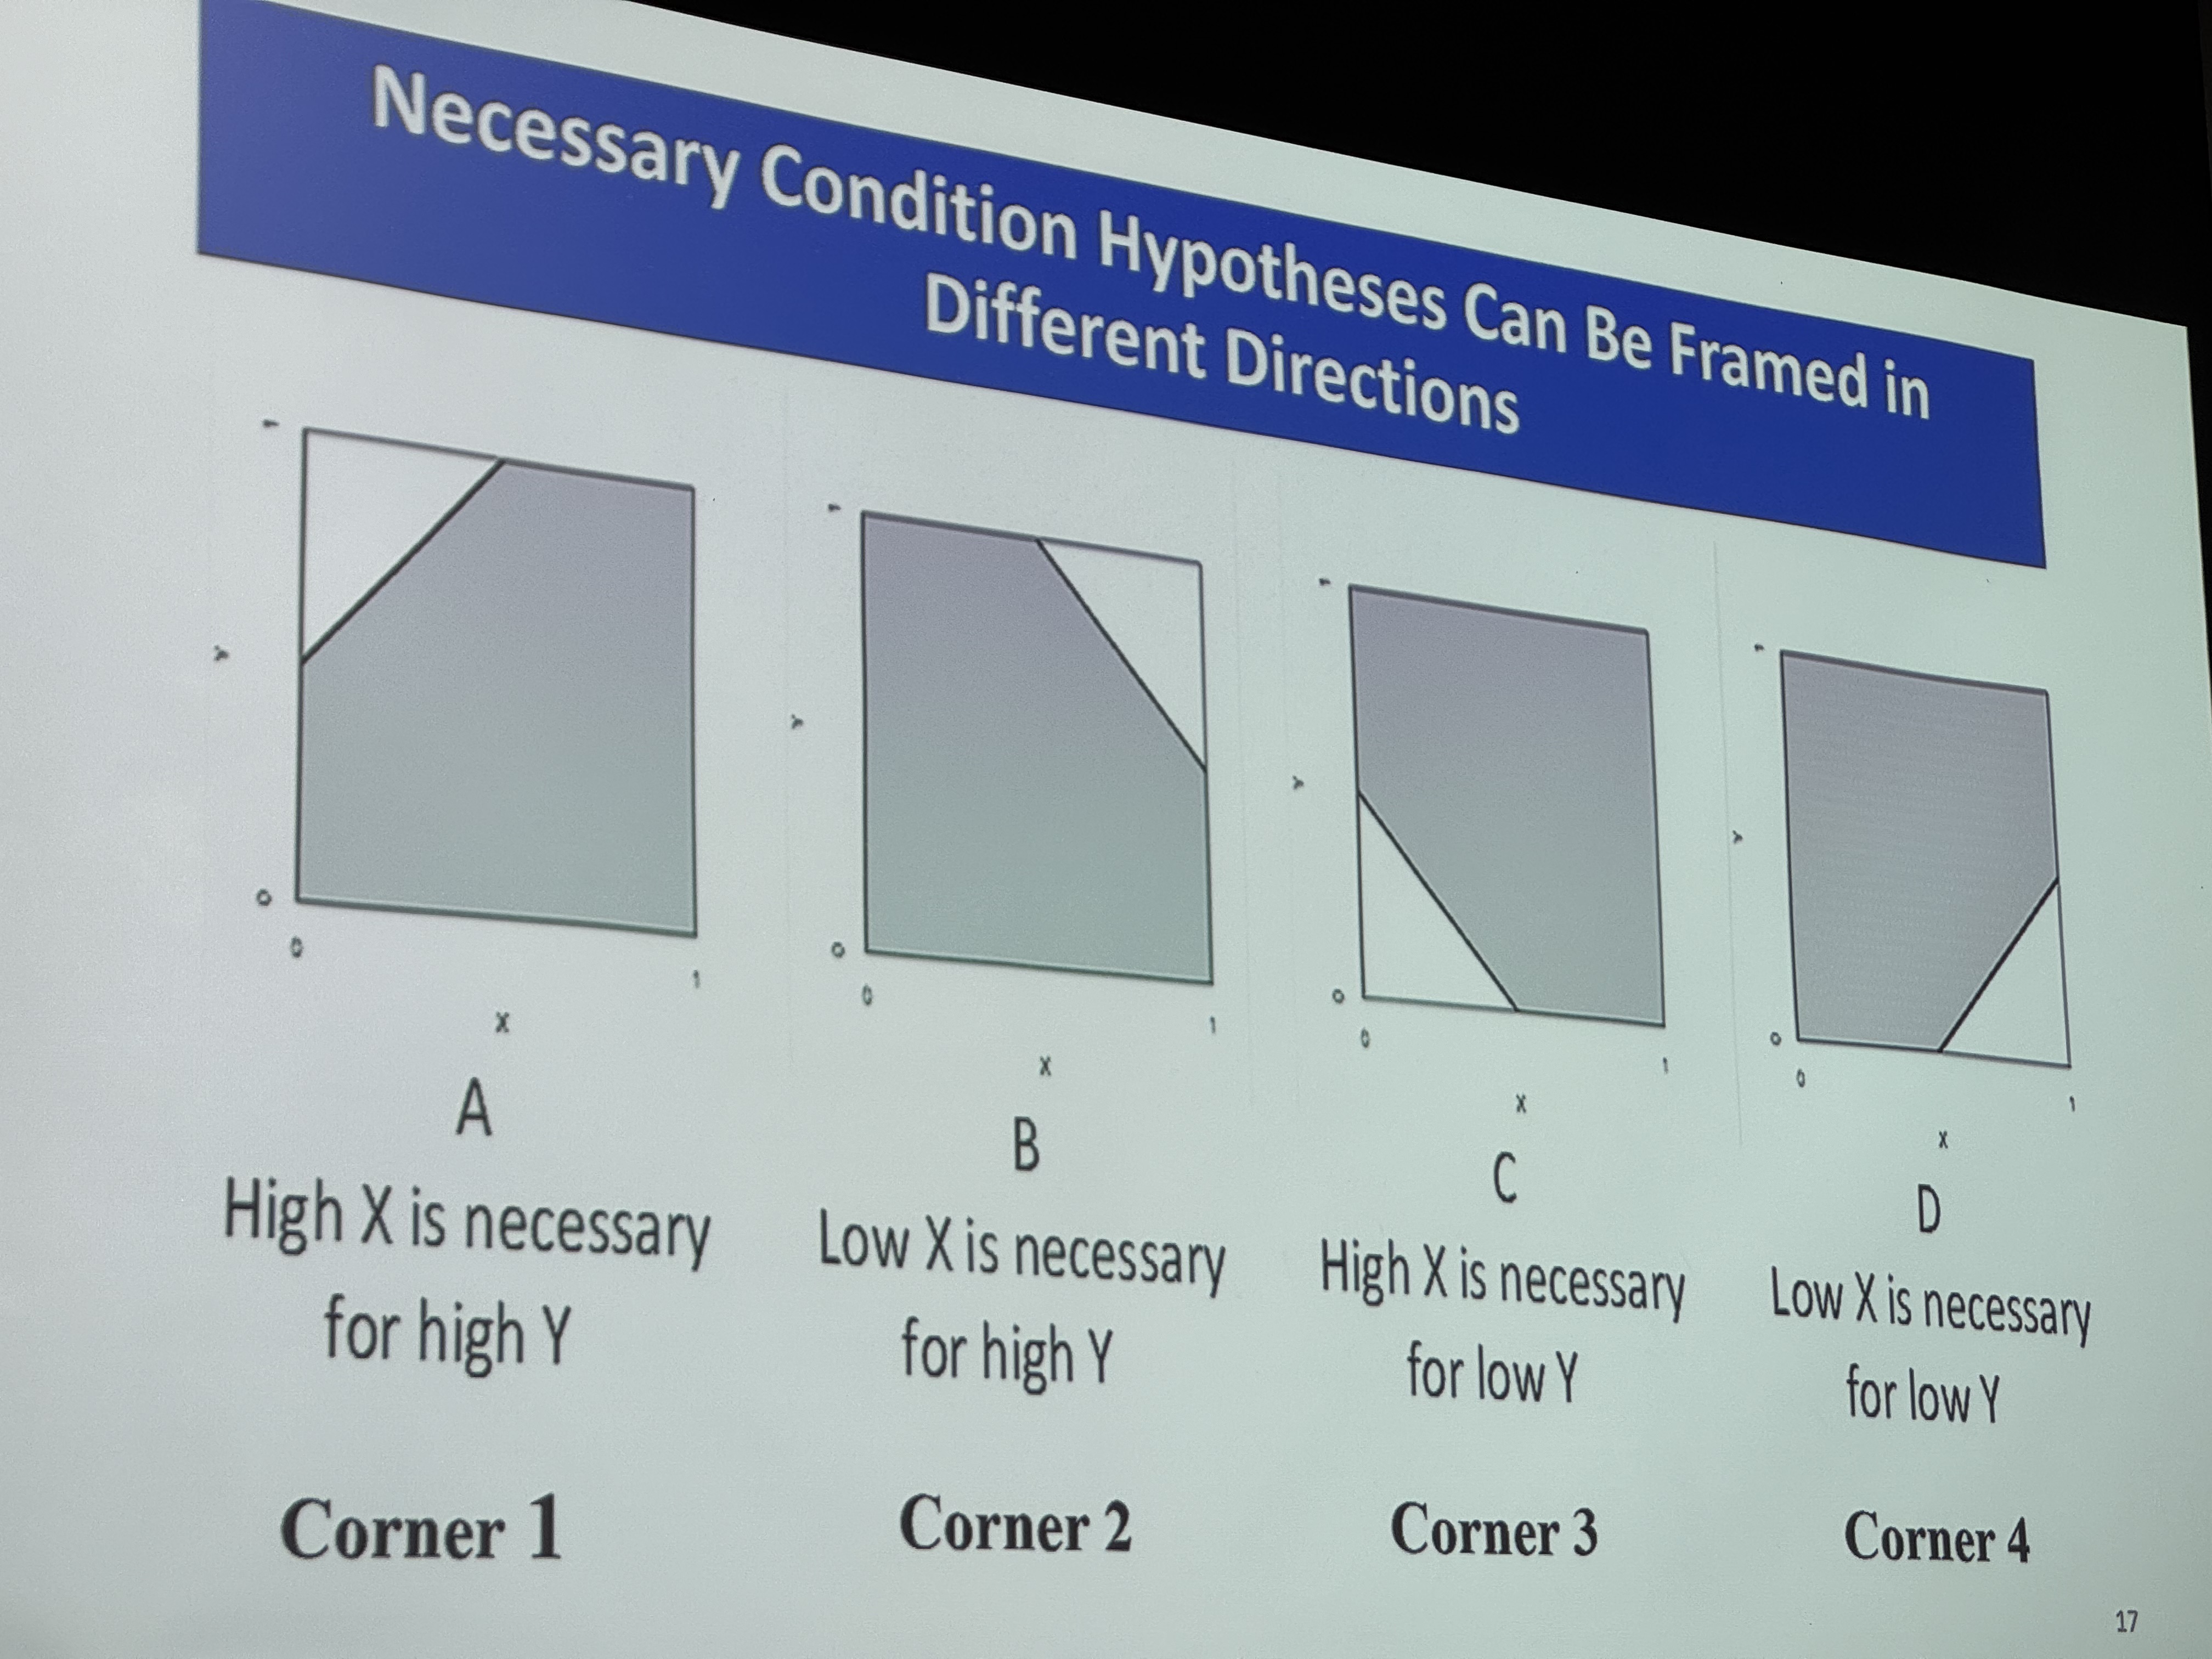 Necessary Condition Hypotheses Can Be Framed in
Different Directions
1
Y
0
0
1
X
A
High X is necessary
for high Y
Corner 1
1
Y
0
0
1
X
B
Low X is necessary
for high Y
Corner 2
1
Y
0
0
1
X
C
High X is necessary
for low Y
Corner 3
1
Y
0
0
1
X
D
Low X is necessary
for low Y
Corner 4
17